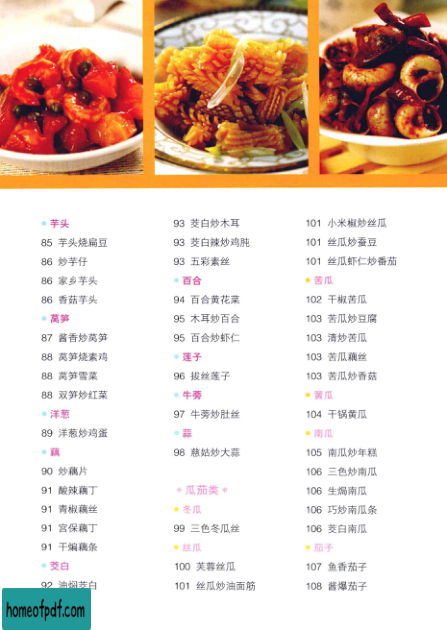 芋头
85 芋头烧扁豆
86 炒芋仔
86 家乡芋头
86 香菇芋头
莴笋
87 酱香炒莴笋
88 莴笋烧素鸡
88 莴笋雪菜
88 双笋炒红菜
洋葱
89 洋葱炒鸡蛋
藕
90 炒藕片
91 酸辣藕丁
91 青椒藕丝
91 宫保藕丁
91 干煸藕条
茭白
92 油焖茭白
93 茭白炒木耳
93 茭白辣炒鸡肫
93 五彩素丝
百合
94 百合黄花菜
95 木耳炒百合
95 百合炒虾仁
莲子
96 拔丝莲子
牛蒡
97 牛蒡炒肚丝
蒜
98 慈姑炒大蒜
瓜茄类
冬瓜
99 三色冬瓜丝
丝瓜
100 芙蓉丝瓜
101 丝瓜炒油面筋
101 小米椒炒丝瓜
101 丝瓜炒蚕豆
101 丝瓜虾仁炒番茄
苦瓜
102 干椒苦瓜
103 苦瓜炒豆腐
103 清炒苦瓜
103 苦瓜藕丝
103 苦瓜炒香菇
黄瓜
104 干锅黄瓜
南瓜
105 南瓜炒年糕
106 三色炒南瓜
106 生焗南瓜
106 巧炒南瓜条
106 茭白南瓜
茄子
107 鱼香茄子
108 酱爆茄子
homeofpdf.com